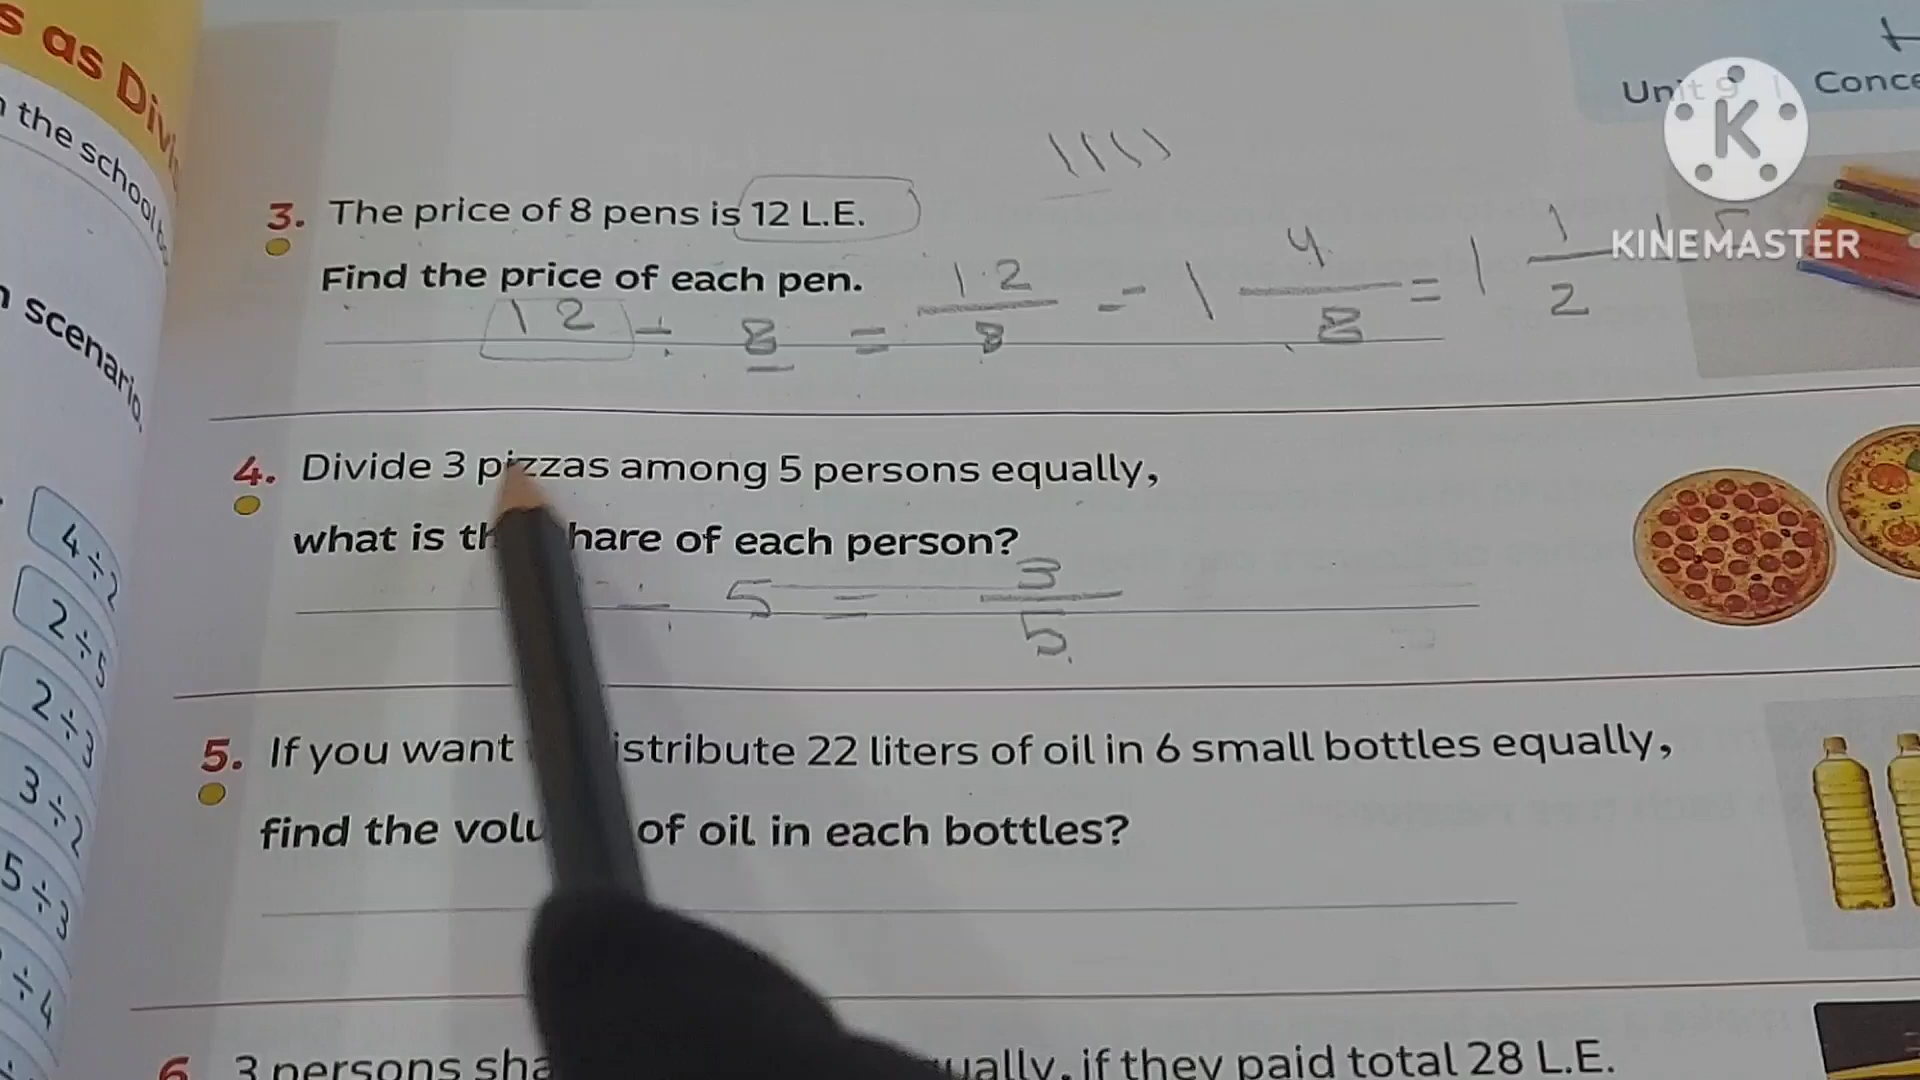 s as Div
n the school b
n scenario.
4÷2
2÷5
2÷3
3÷2
5÷3
÷4
Unit 9 | Conce
KINEMASTER
3. The price of 8 pens is 12 L.E.
Find the price of each pen.
12 ÷ 8 = 12/8 = 1 4/8 = 1 1/2
4. Divide 3 pizzas among 5 persons equally,
what is th hare of each person?
÷ 5 = 3/5
5. If you want istribute 22 liters of oil in 6 small bottles equally,
find the volu of oil in each bottles?
6 3 persons sha ually, if they paid total 28 L.E.